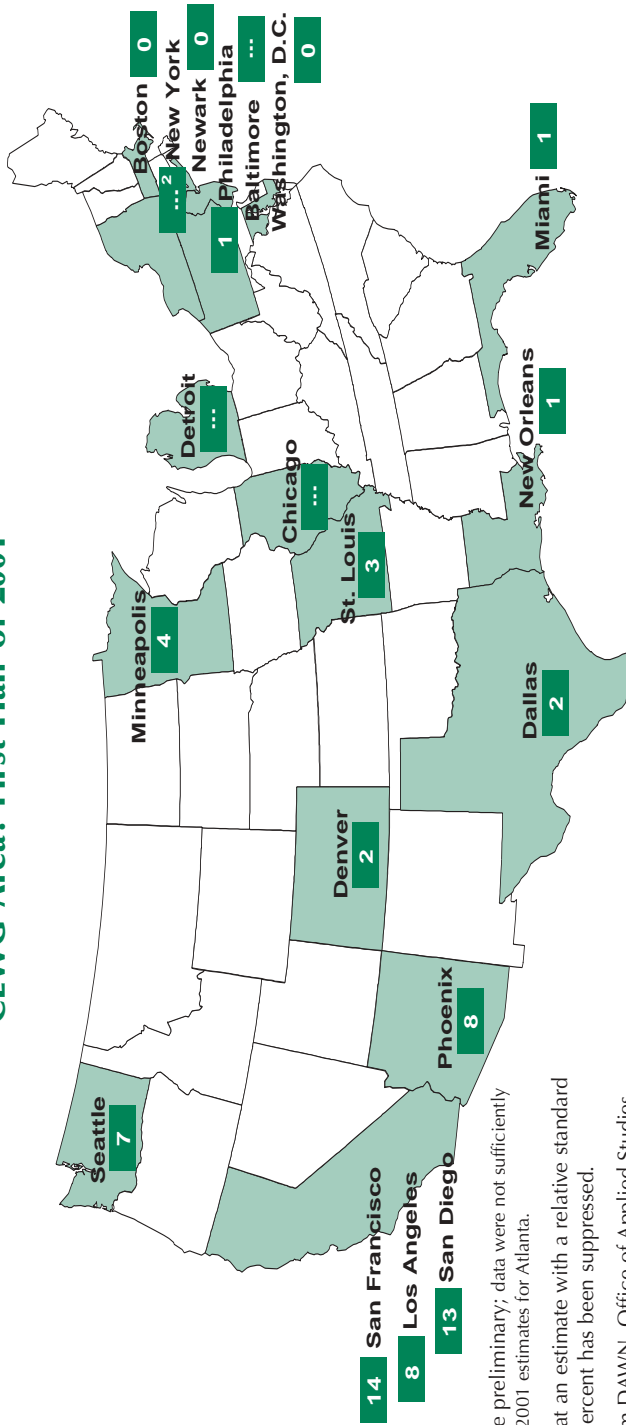 CEWG Area: First Half of 2001
Seattle
7
Minneapolis
4
Detroit
...
Boston 0
New York
...²
Newark 0
Philadelphia
1
Baltimore ...
Washington, D.C.
0
Chicago
...
St. Louis
3
Denver
2
14 San Francisco
8 Los Angeles
13 San Diego
Phoenix
8
Dallas
2
New Orleans
1
Miami 1
e preliminary; data were not sufficiently
2001 estimates for Atlanta.
at an estimate with a relative standard
ercent has been suppressed.
DAWN, Office of Applied Studies